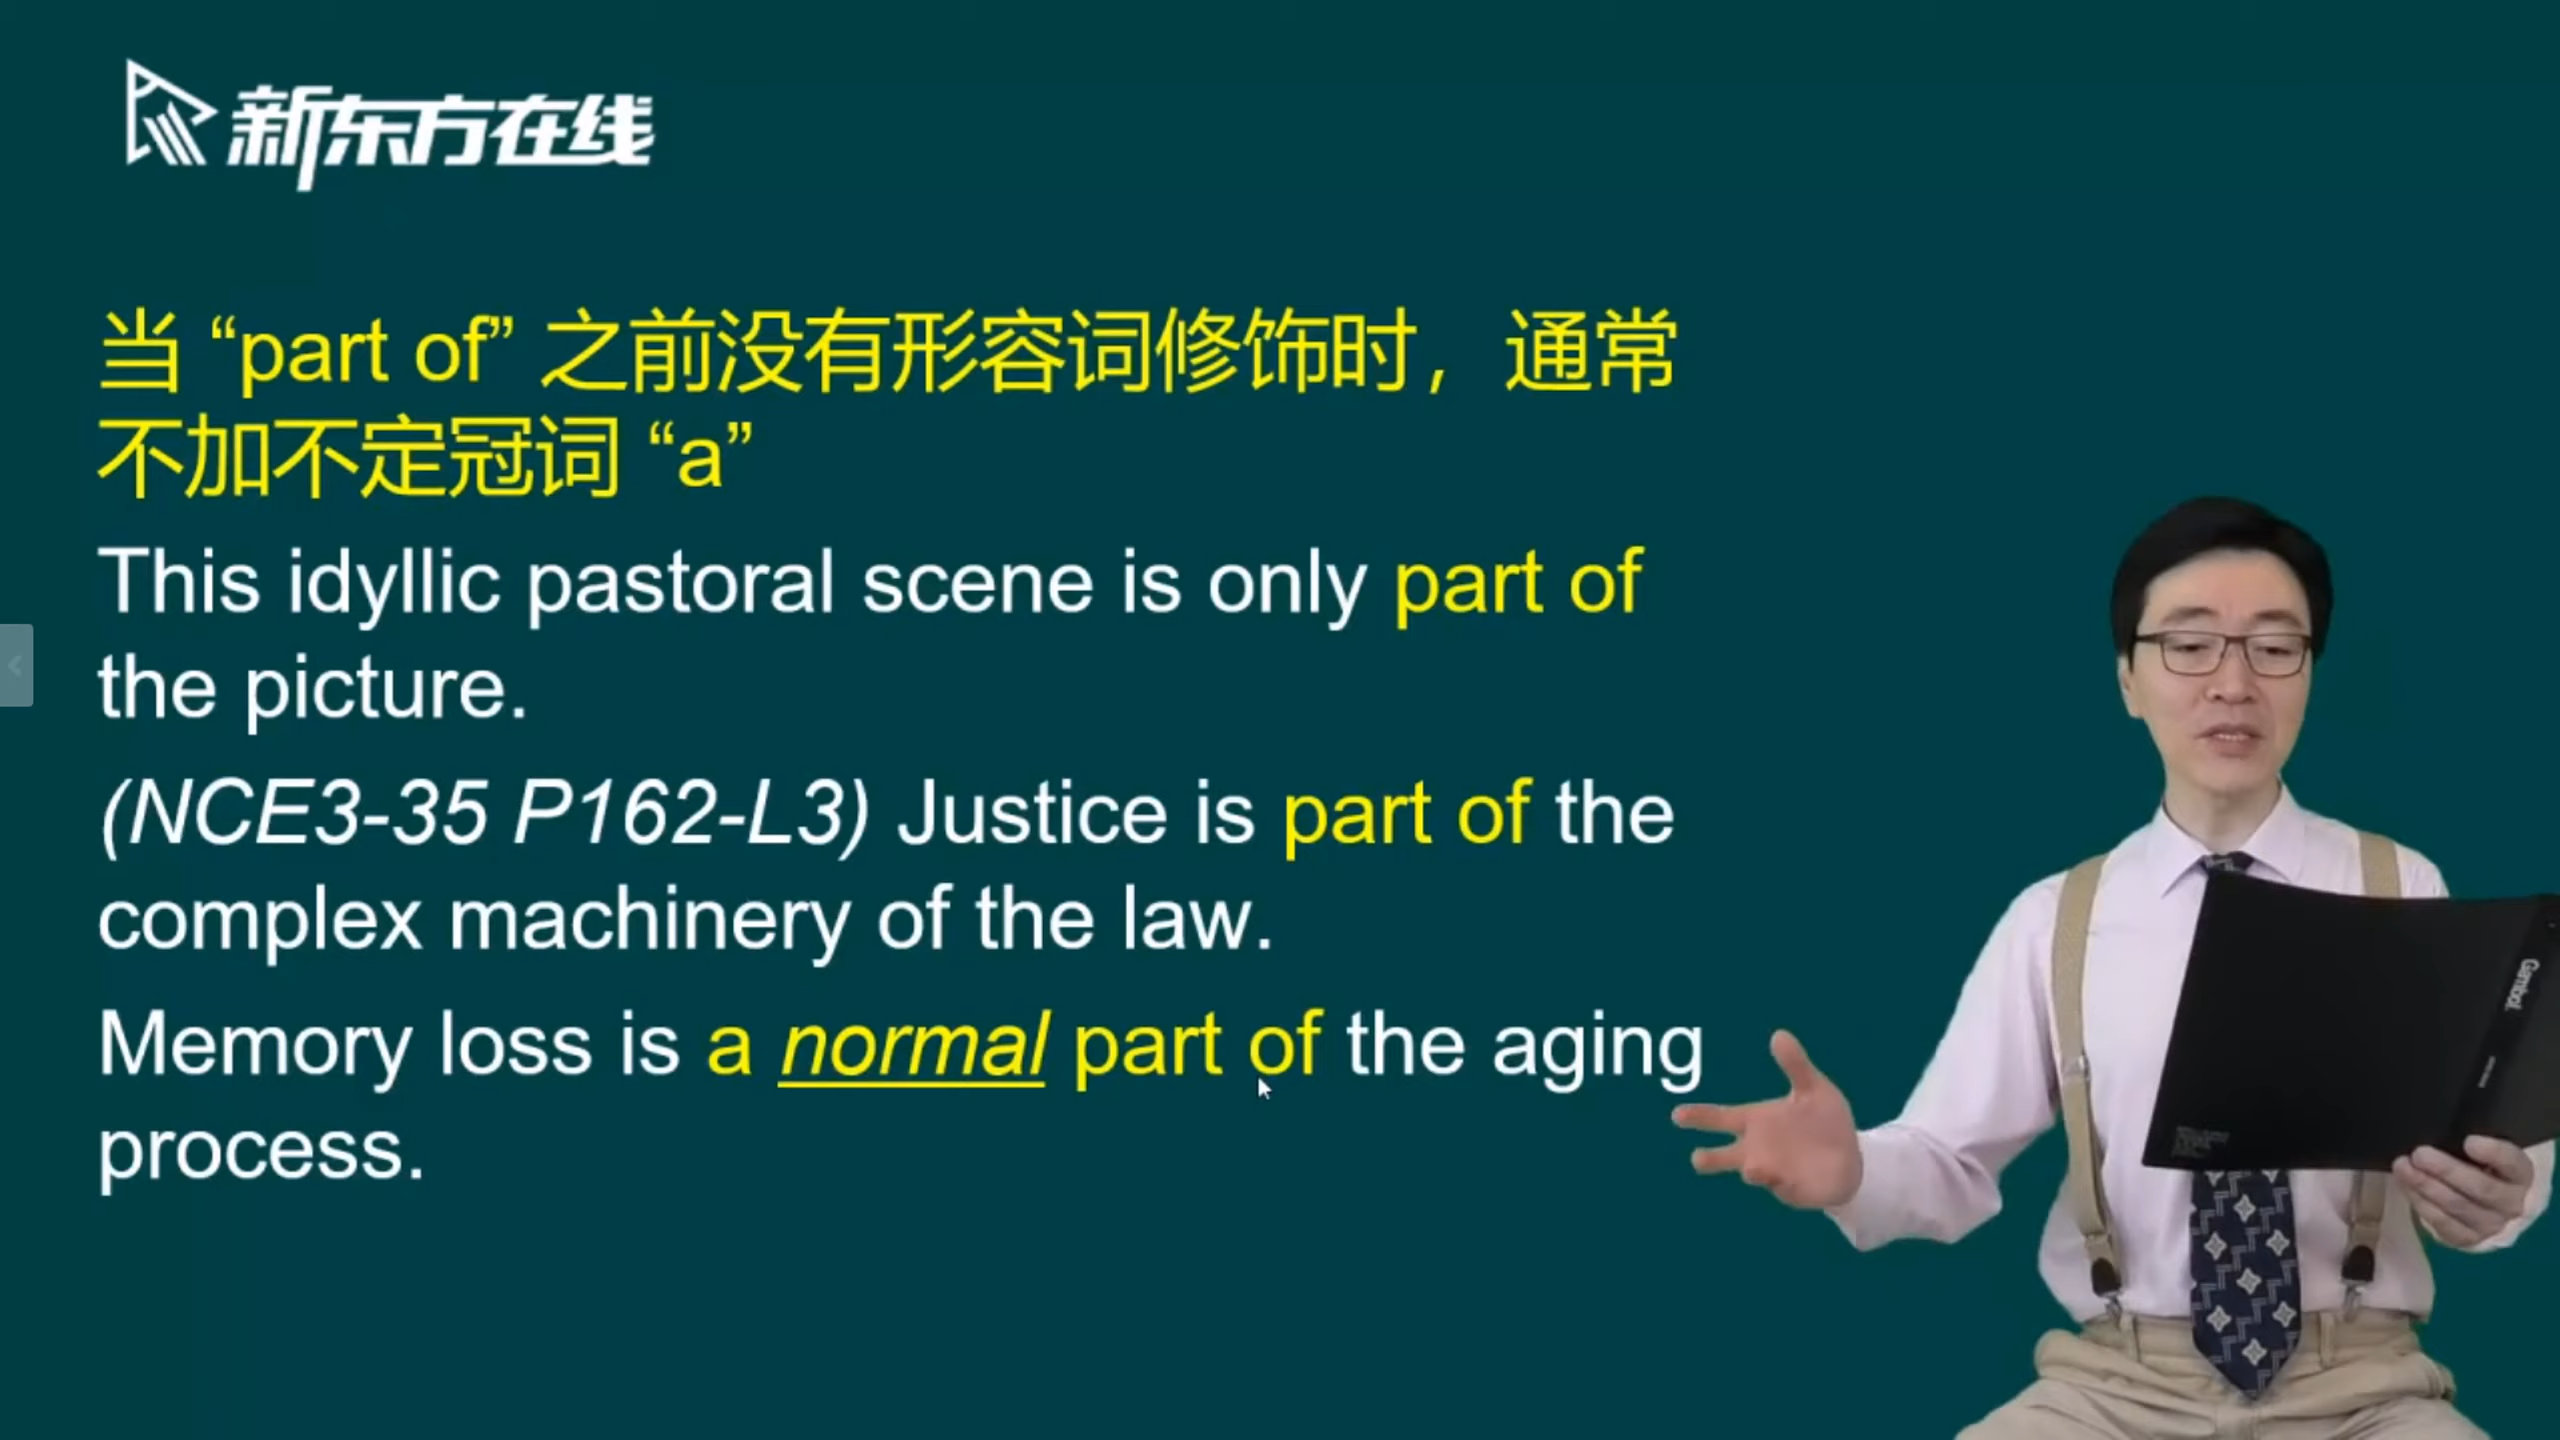 新东方在线
当 “part of” 之前没有形容词修饰时，通常
不加不定冠词 “a”
This idyllic pastoral scene is only part of
the picture.
(NCE3-35 P162-L3) Justice is part of the
complex machinery of the law.
Memory loss is a normal part of the aging
process.
Gambol